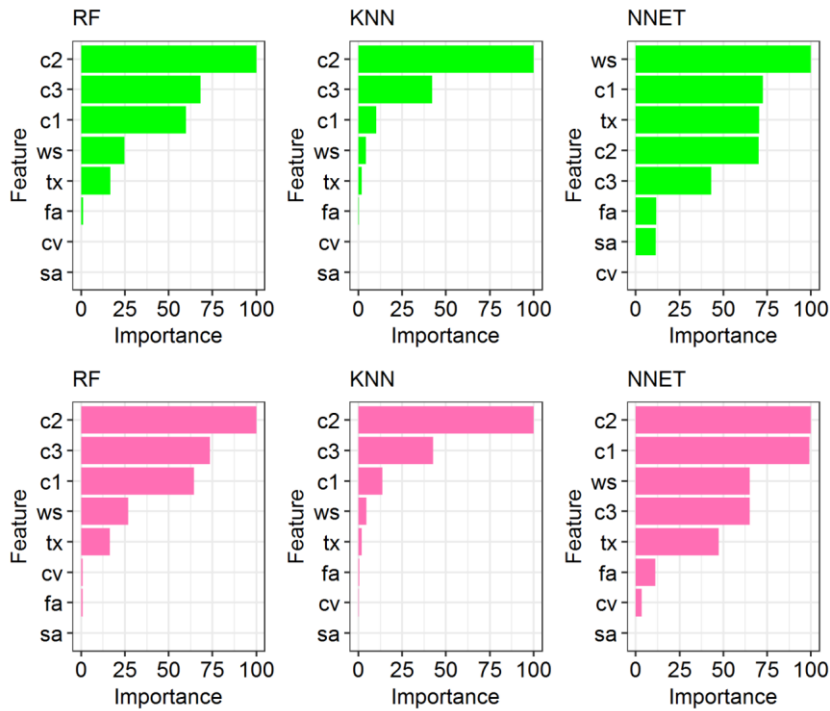 RF
Feature
c2
c3
c1
ws
tx
fa
cv
sa
0 25 50 75 100
Importance
KNN
Feature
c2
c3
c1
ws
tx
fa
cv
sa
0 25 50 75 100
Importance
NNET
Feature
ws
c1
tx
c2
c3
fa
sa
cv
0 25 50 75 100
Importance
RF
Feature
c2
c3
c1
ws
tx
cv
fa
sa
0 25 50 75 100
Importance
KNN
Feature
c2
c3
c1
ws
tx
fa
cv
sa
0 25 50 75 100
Importance
NNET
Feature
c2
c1
ws
c3
tx
fa
cv
sa
0 25 50 75 100
Importance